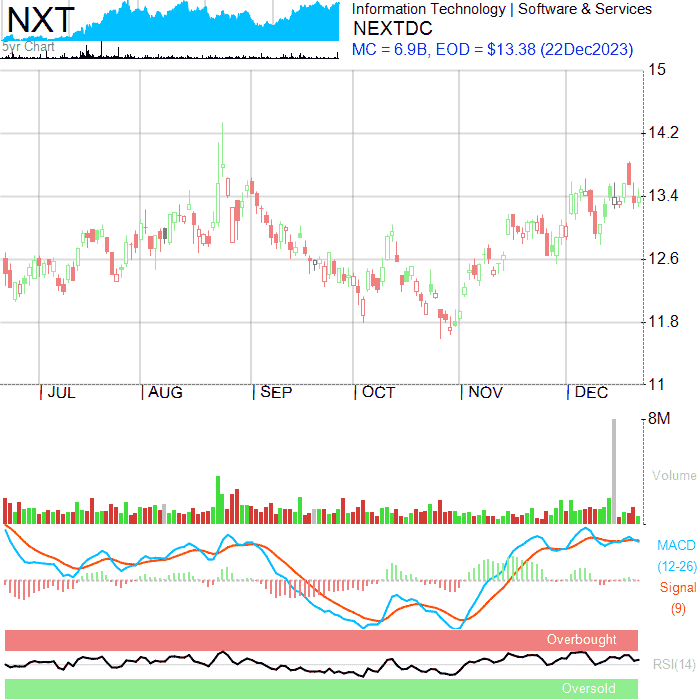 NXT
5yr Chart
Information Technology | Software & Services
NEXTDC
MC = 6.9B, EOD = $13.38 (22Dec2023)
15
14.2
13.4
12.6
11.8
11
| JUL | AUG | SEP | OCT | NOV | DEC
8M
Volume
MACD
(12-26)
Signal
(9)
Overbought
RSI(14)
Oversold